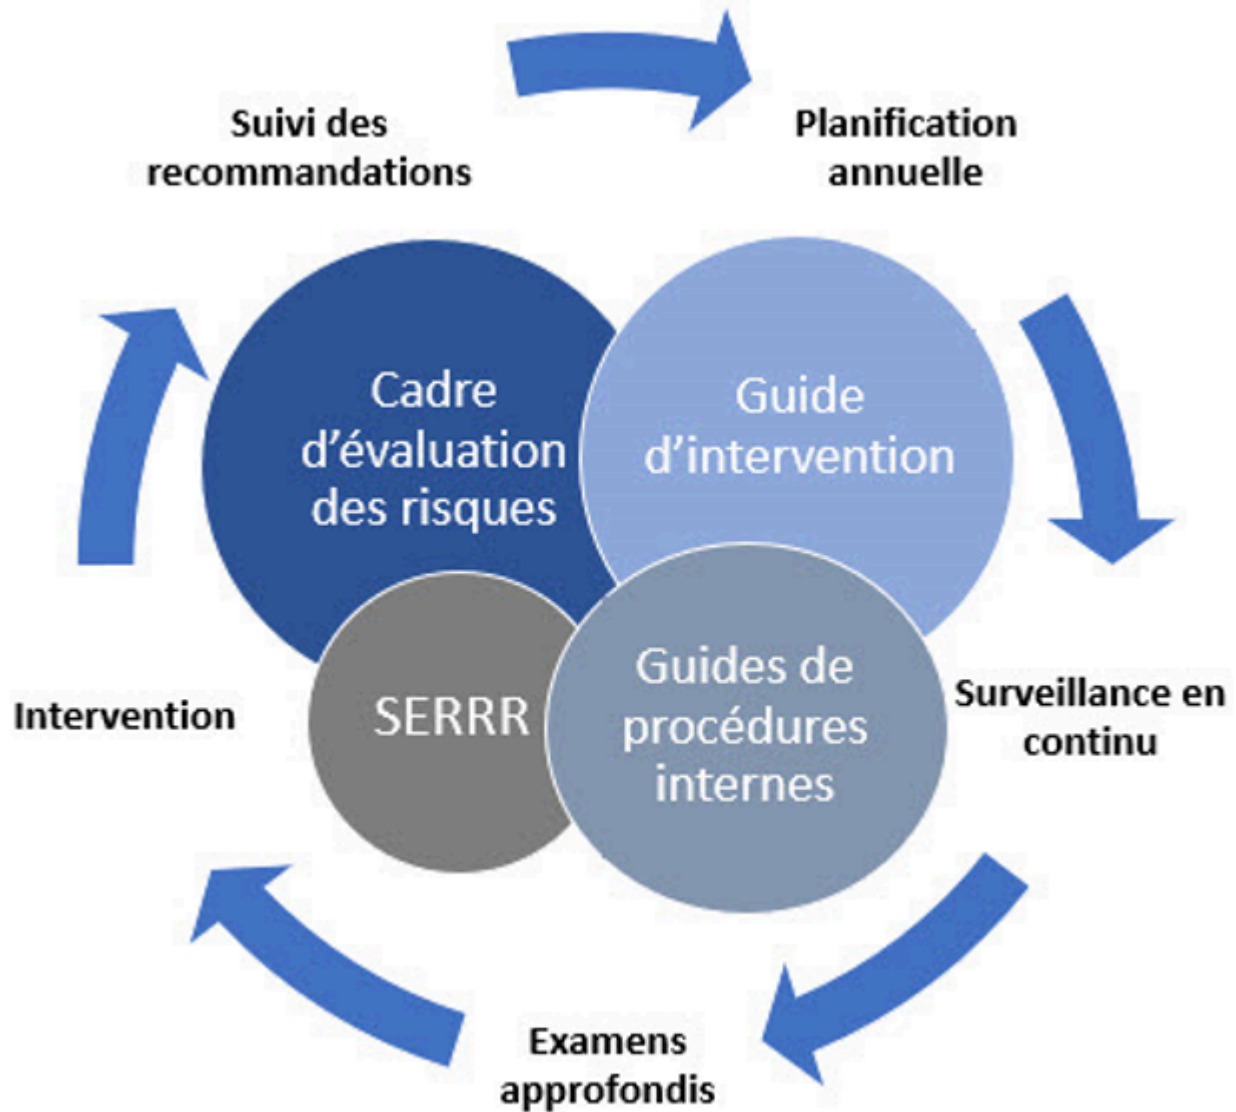 Suivi des
recommandations
Planification
annuelle
Cadre
d’évaluation
des risques
Guide
d’intervention
SERRR
Guides de
procédures
internes
Intervention
Surveillance en
continu
Examens
approfondis